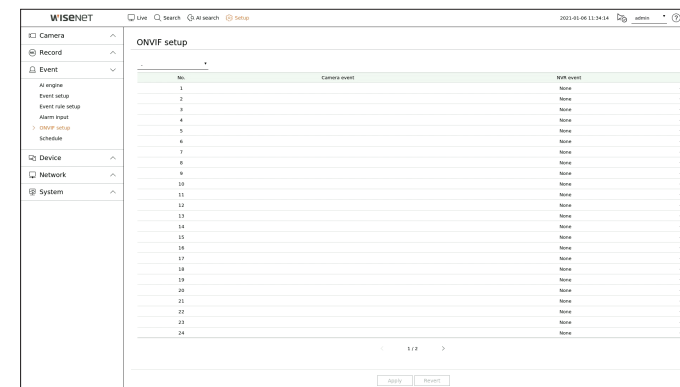 WISENET Live Search AI search Setup 2021-01-06 11:34:14 admin ?
Camera
Record
Event
AI engine
Event setup
Event rule setup
Alarm input
> ONVIF setup
Schedule
Device
Network
System
ONVIF setup
-
No. Camera event NVR event
1 None
2 None
3 None
4 None
5 None
6 None
7 None
8 None
9 None
10 None
11 None
12 None
13 None
14 None
15 None
16 None
17 None
18 None
19 None
20 None
21 None
22 None
23 None
24 None
< 1 / 2 >
Apply Revert